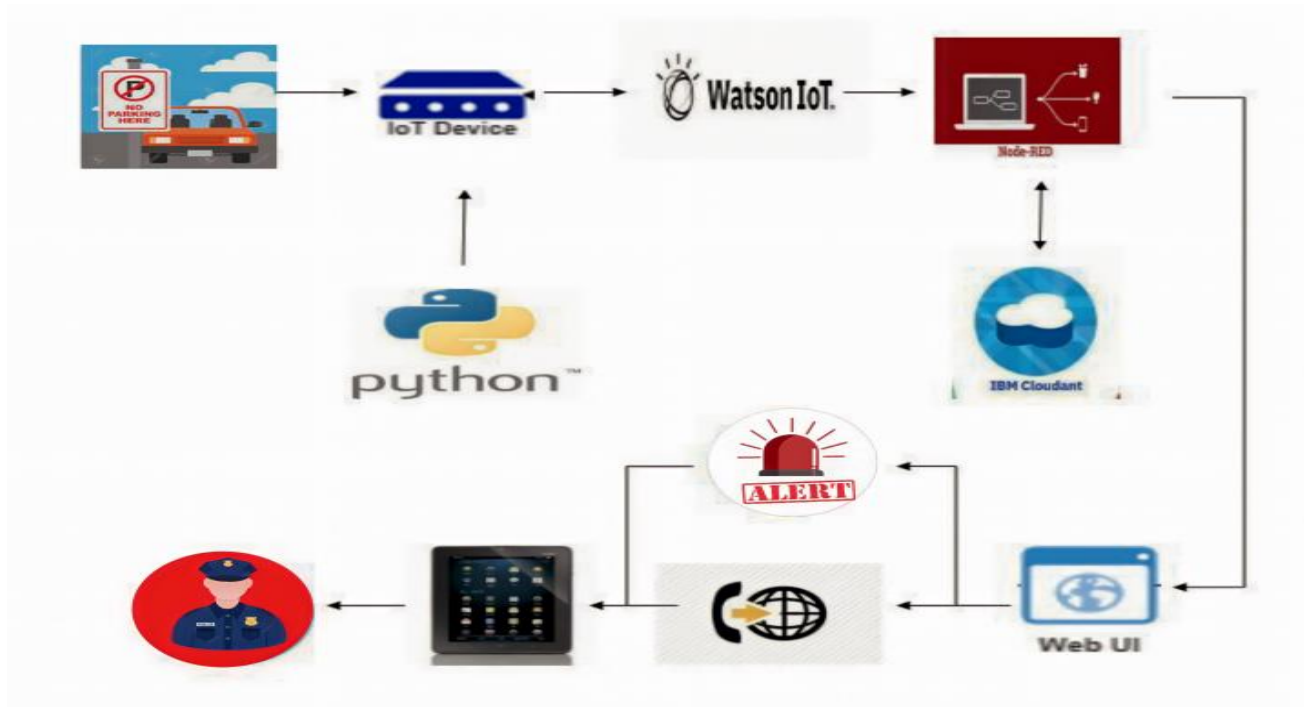 P
NO
PARKING
HERE
IoT Device
Watson IoT.
Node-RED
python™
IBM Cloudant
ALERT
Web UI